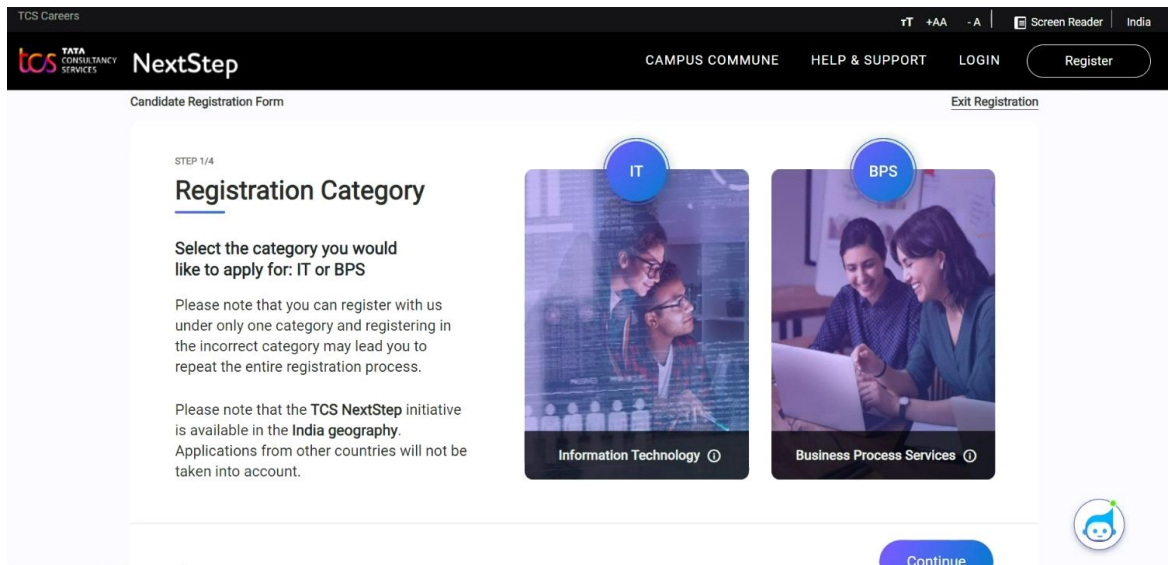 TCS Careers
тT +AA - A Screen Reader India
tcs TATA CONSULTANCY SERVICES NextStep CAMPUS COMMUNE HELP & SUPPORT LOGIN Register
Candidate Registration Form Exit Registration
STEP 1/4
Registration Category
Select the category you would
like to apply for: IT or BPS
Please note that you can register with us
under only one category and registering in
the incorrect category may lead you to
repeat the entire registration process.
Please note that the TCS NextStep initiative
is available in the India geography.
Applications from other countries will not be
taken into account.
IT
Information Technology
BPS
Business Process Services
Continue